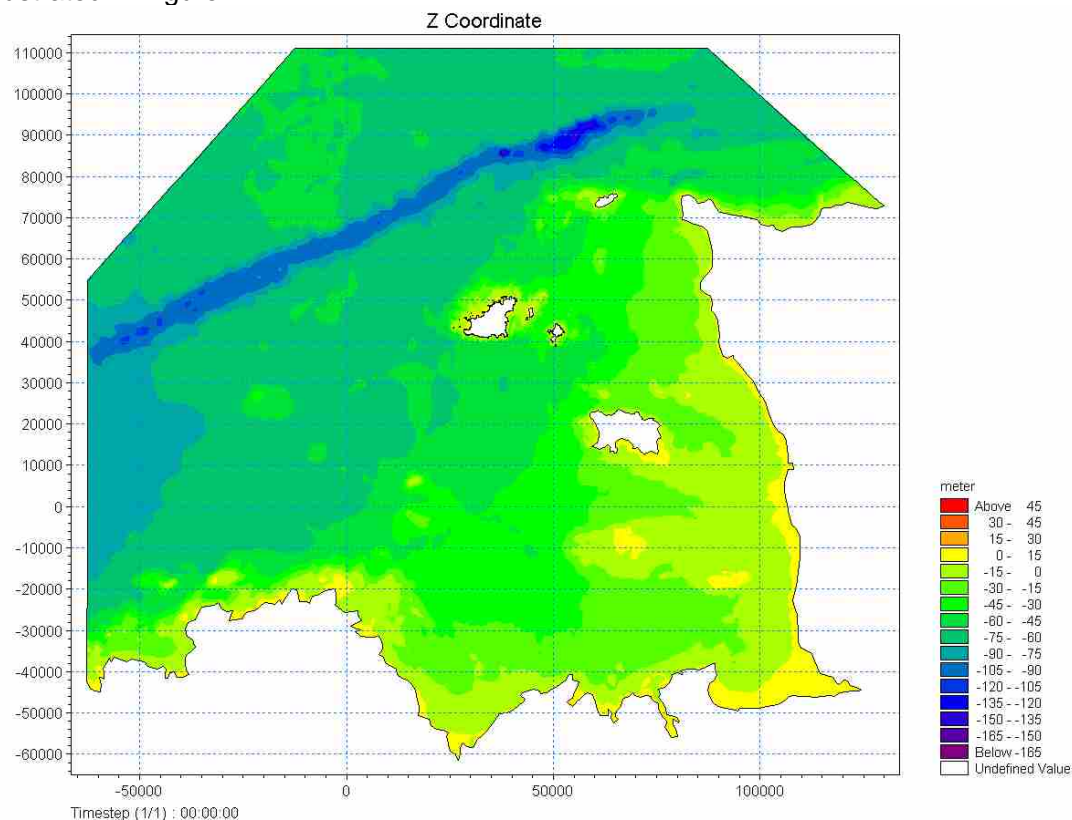 Z Coordinate
110000
100000
90000
80000
70000
60000
50000
40000
30000
20000
10000
0
-10000
-20000
-30000
-40000
-50000
-60000
-50000
0
50000
100000
Timestep (1/1) : 00:00:00
meter
Above 45
30 - 45
15 - 30
0 - 15
-15 - 0
-30 - -15
-45 - -30
-60 - -45
-75 - -60
-90 - -75
-105 - -90
-120 - -105
-135 - -120
-150 - -135
-165 - -150
Below -165
Undefined Value